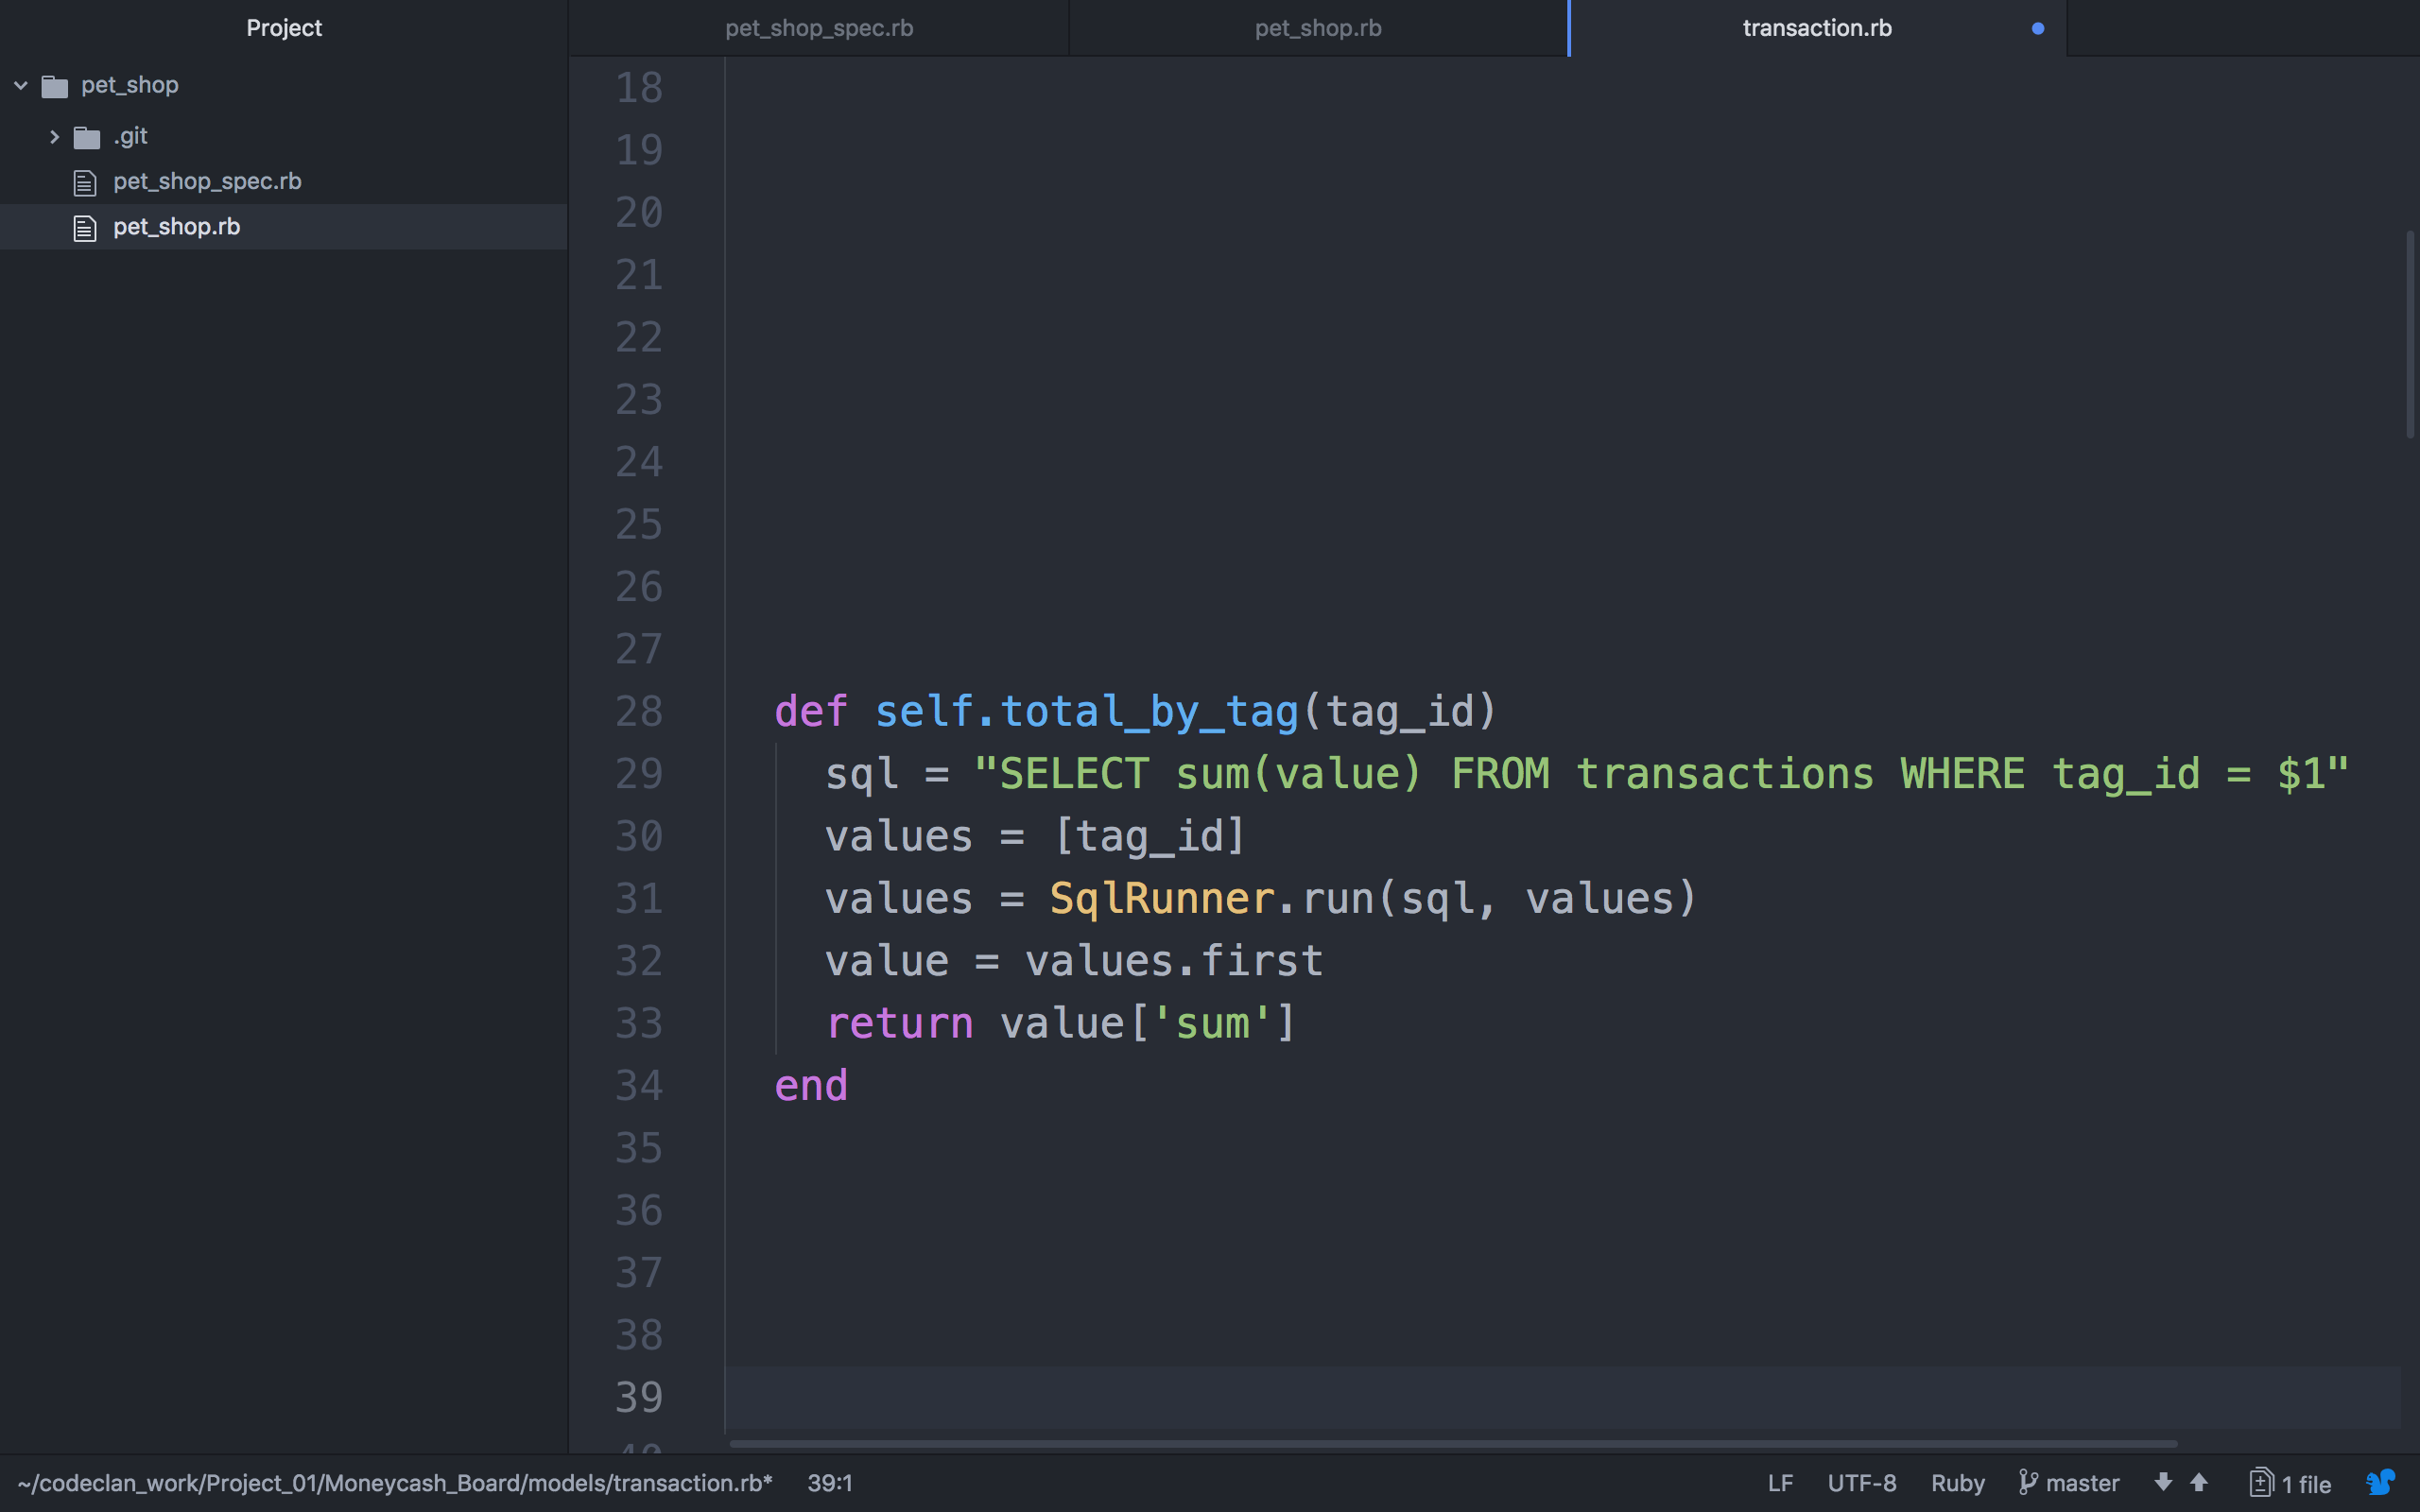 Project
pet_shop
.git
pet_shop_spec.rb
pet_shop.rb
pet_shop_spec.rb
pet_shop.rb
transaction.rb
18
19
20
21
22
23
24
25
26
27
28 def self.total_by_tag(tag_id)
29 sql = "SELECT sum(value) FROM transactions WHERE tag_id = $1"
30 values = [tag_id]
31 values = SqlRunner.run(sql, values)
32 value = values.first
33 return value['sum']
34 end
35
36
37
38
39
40
~/codeclan_work/Project_01/Moneycash_Board/models/transaction.rb* 39:1 LF UTF-8 Ruby master 1 file